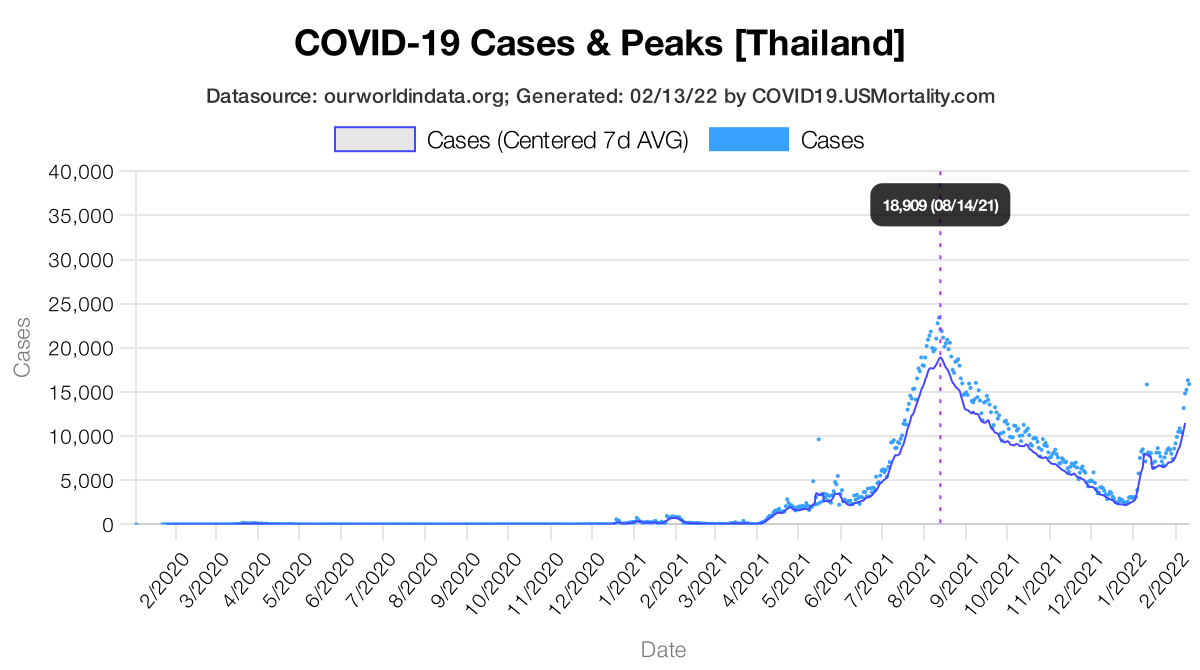 COVID-19 Cases & Peaks [Thailand]
Datasource: ourworldindata.org; Generated: 02/13/22 by COVID19.USMortality.com
Cases (Centered 7d AVG) Cases
40,000
18,909 (08/14/21)
35,000
30,000
25,000
20,000
15,000
10,000
5,000
0
Cases
2/2020 3/2020 4/2020 5/2020 6/2020 7/2020 8/2020 9/2020 10/2020 11/2020 12/2020 1/2021 2/2021 3/2021 4/2021 5/2021 6/2021 7/2021 8/2021 9/2021 10/2021 11/2021 12/2021 1/2022 2/2022
Date